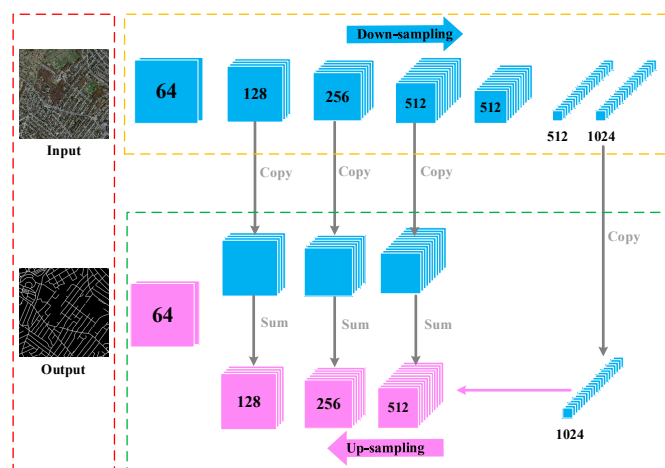 Down-sampling
64
128
256
512
512
512
1024
Input
Copy
Copy
Copy
Copy
64
Sum
Sum
Sum
Output
128
256
512
1024
Up-sampling